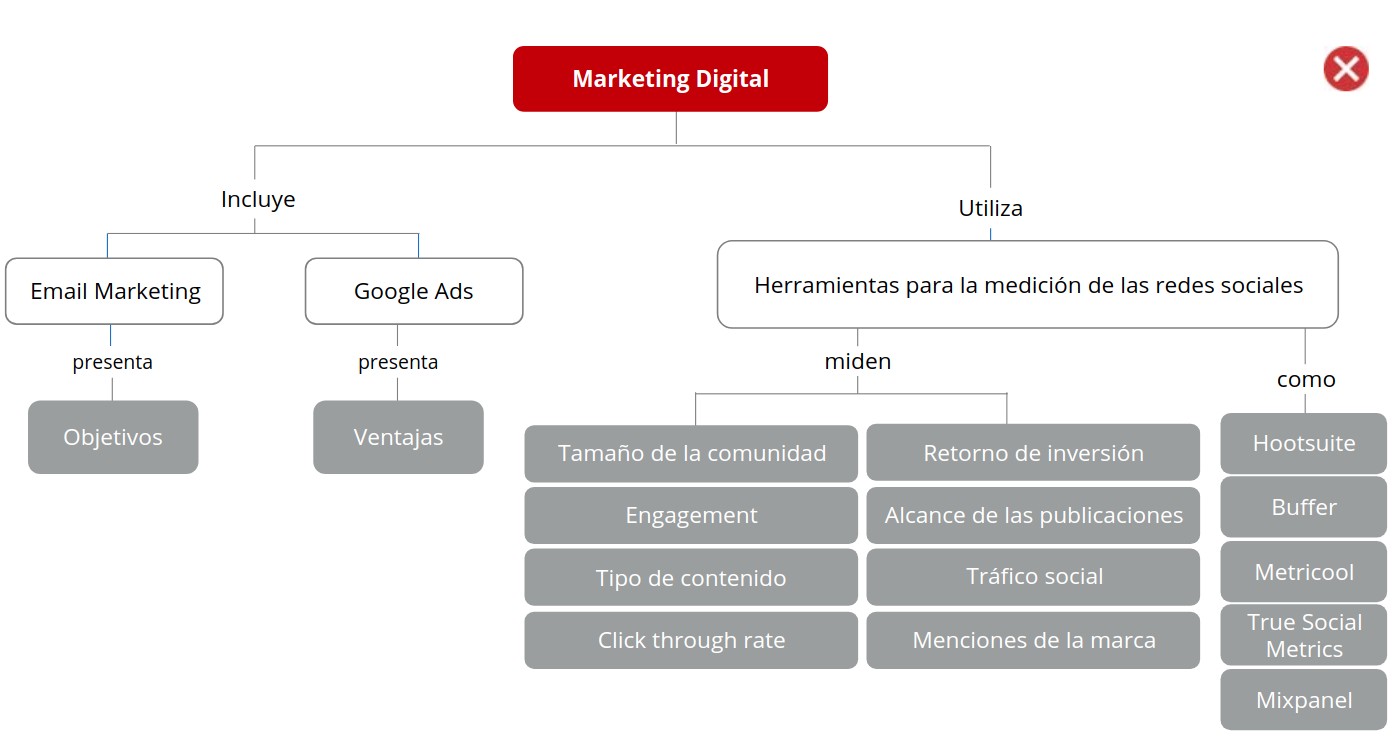 Marketing Digital
Incluye
Utiliza
Email Marketing
Google Ads
Herramientas para la medición de las redes sociales
presenta
presenta
miden
como
Objetivos
Ventajas
Tamaño de la comunidad
Retorno de inversión
Hootsuite
Engagement
Alcance de las publicaciones
Buffer
Tipo de contenido
Tráfico social
Metricool
Click through rate
Menciones de la marca
True Social
Metrics
Mixpanel